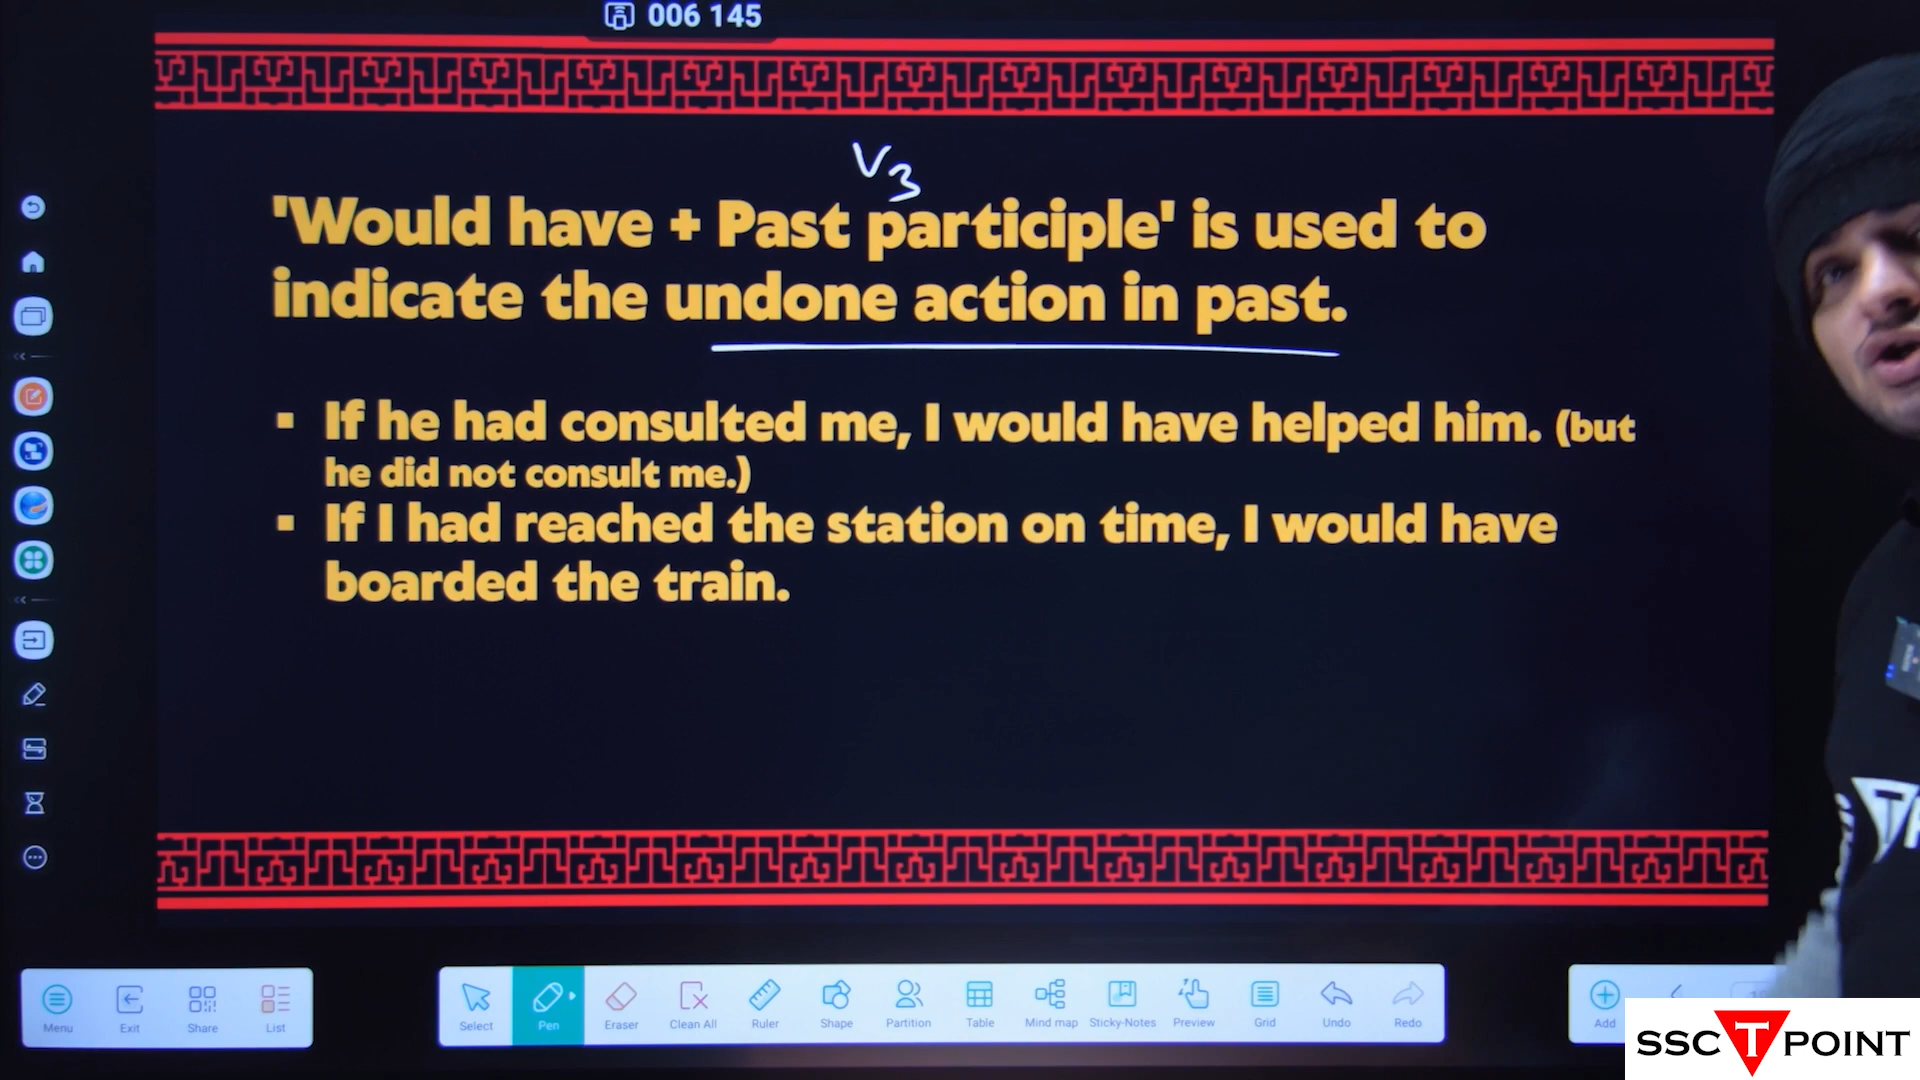 006 145
V3
'Would have + Past participle' is used to
indicate the undone action in past.
▪ If he had consulted me, I would have helped him. (but
he did not consult me.)
▪ If I had reached the station on time, I would have
boarded the train.
Menu Exit Share List
Select Pen Eraser Clean All Ruler Shape Partition Table Mind map Sticky-Notes Preview Grid Undo Redo
Add
SSC T POINT